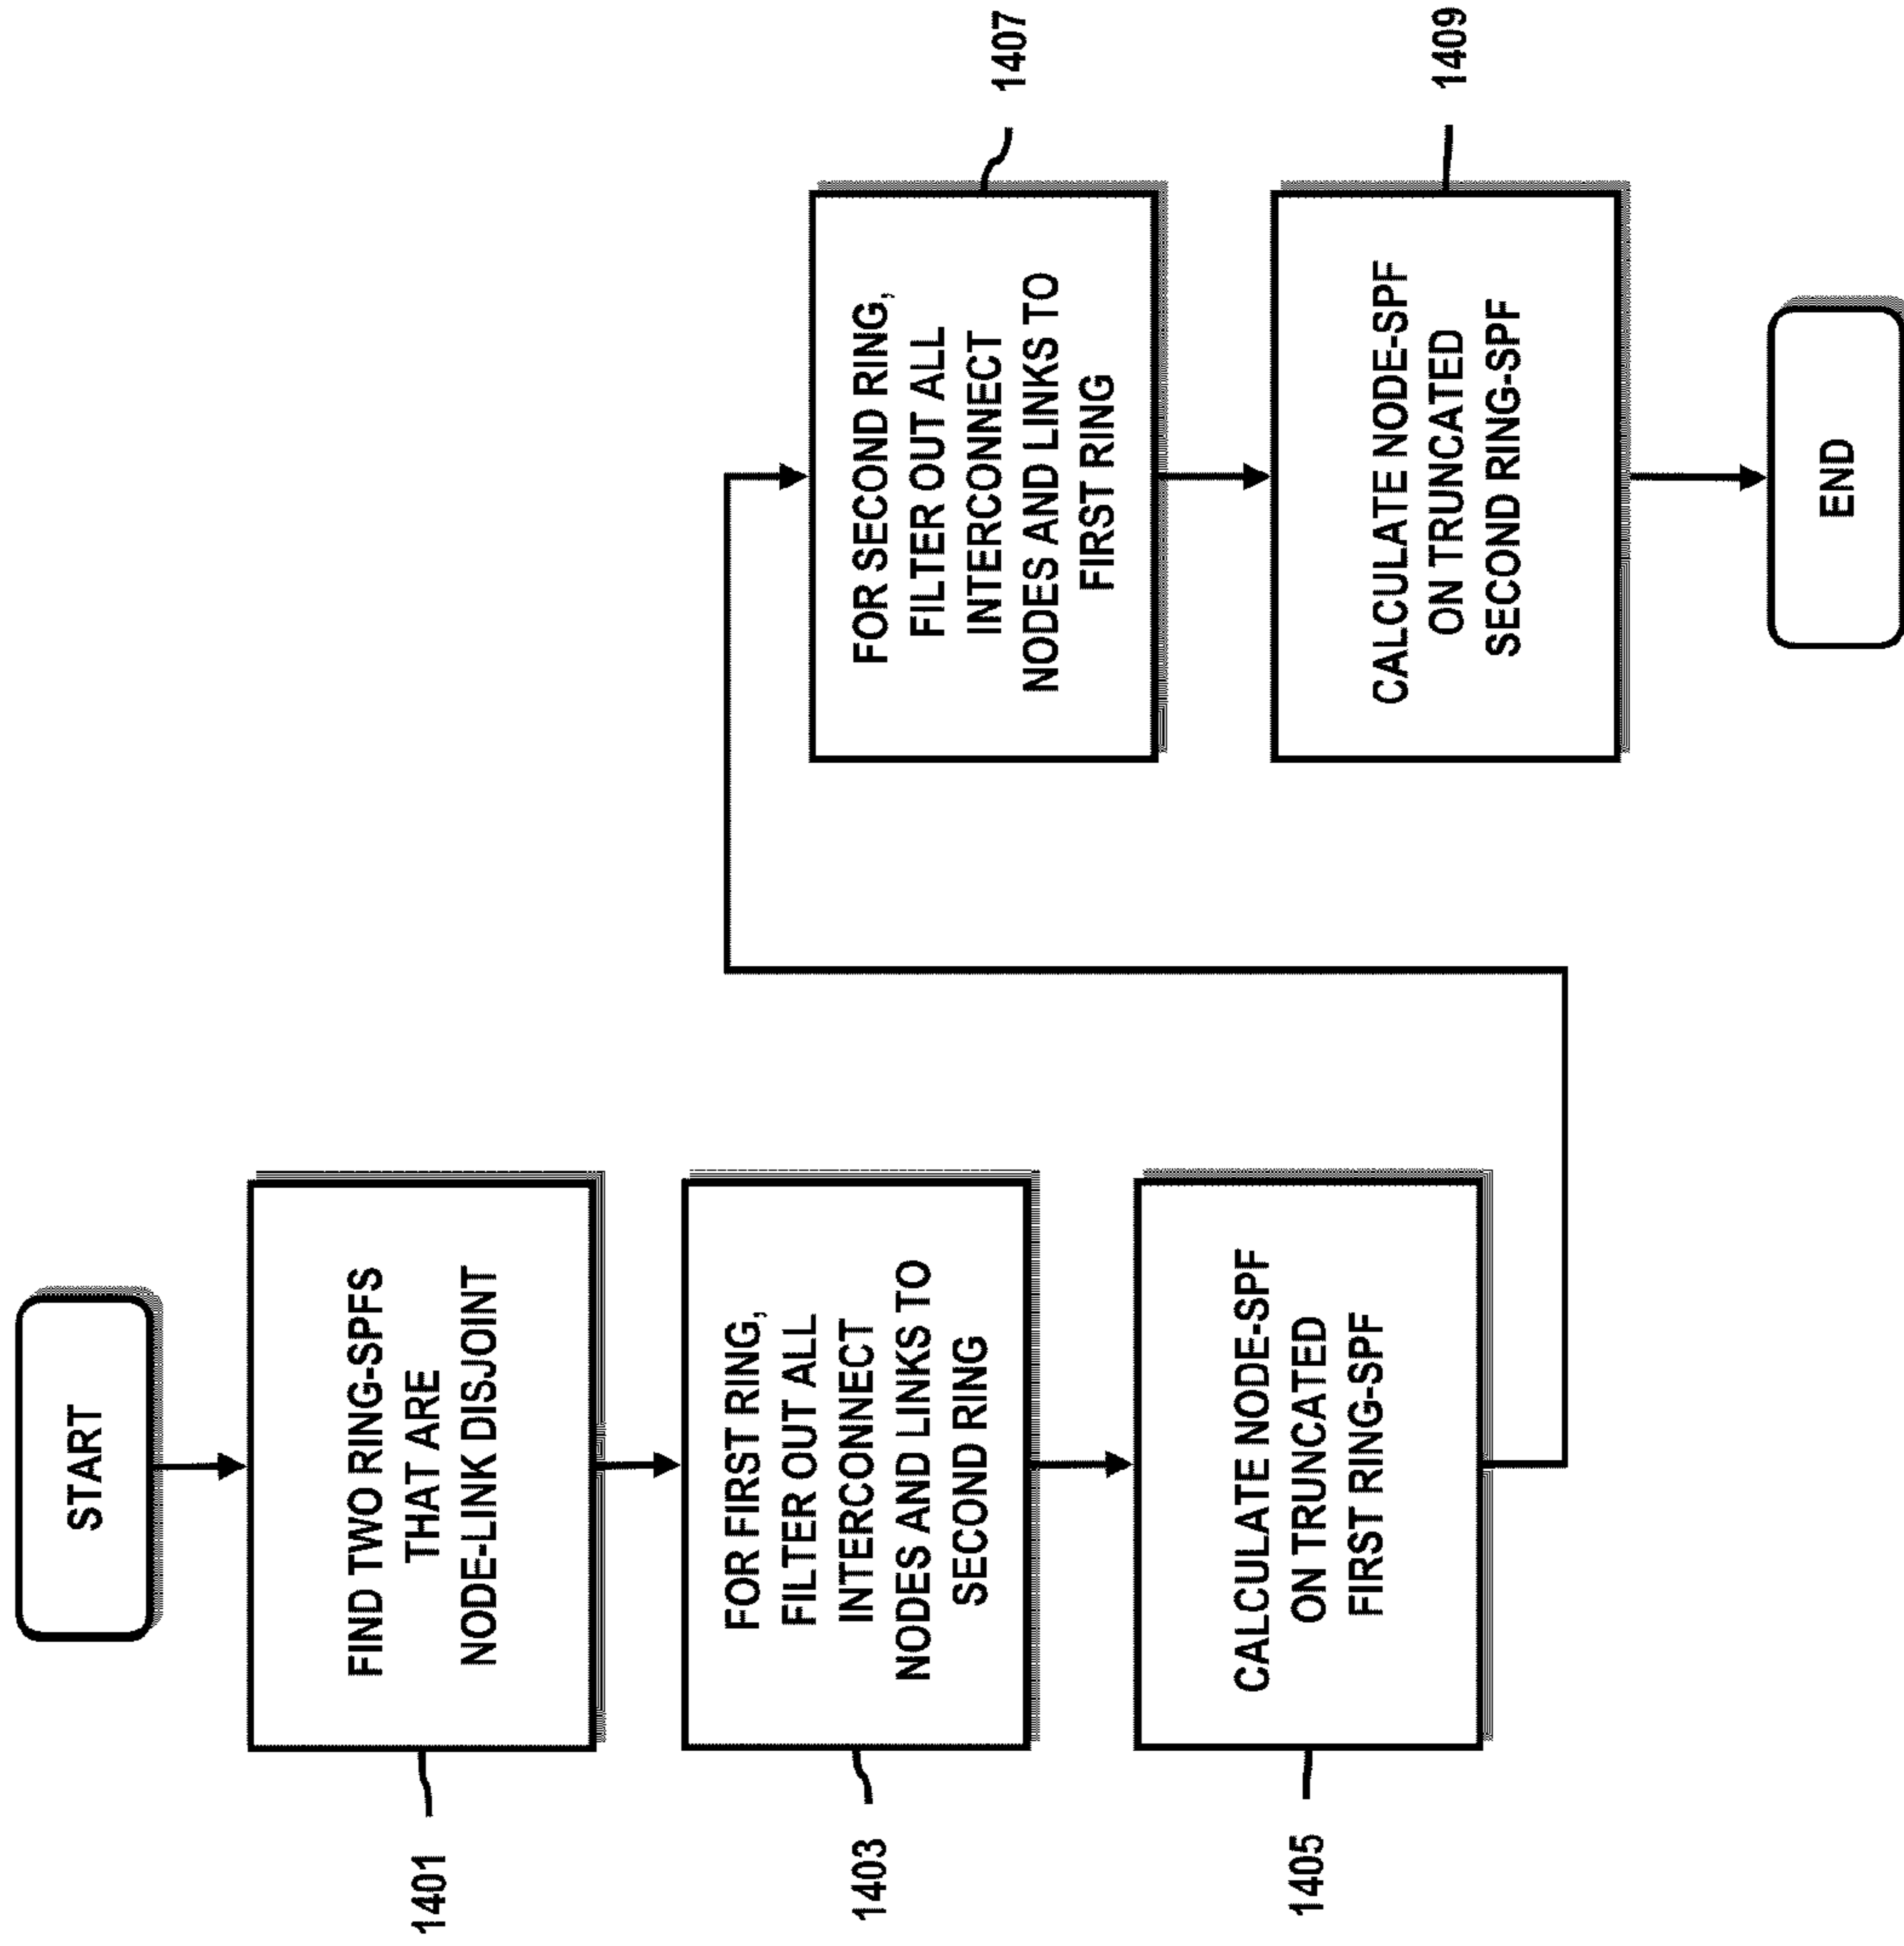 START
FIND TWO RING-SPFS
THAT ARE
NODE-LINK DISJOINT
1401
FOR FIRST RING,
FILTER OUT ALL
INTERCONNECT
NODES AND LINKS TO
SECOND RING
1403
CALCULATE NODE-SPF
ON TRUNCATED
FIRST RING-SPF
1405
FOR SECOND RING,
FILTER OUT ALL
INTERCONNECT
NODES AND LINKS TO
FIRST RING
1407
CALCULATE NODE-SPF
ON TRUNCATED
SECOND RING-SPF
1409
END